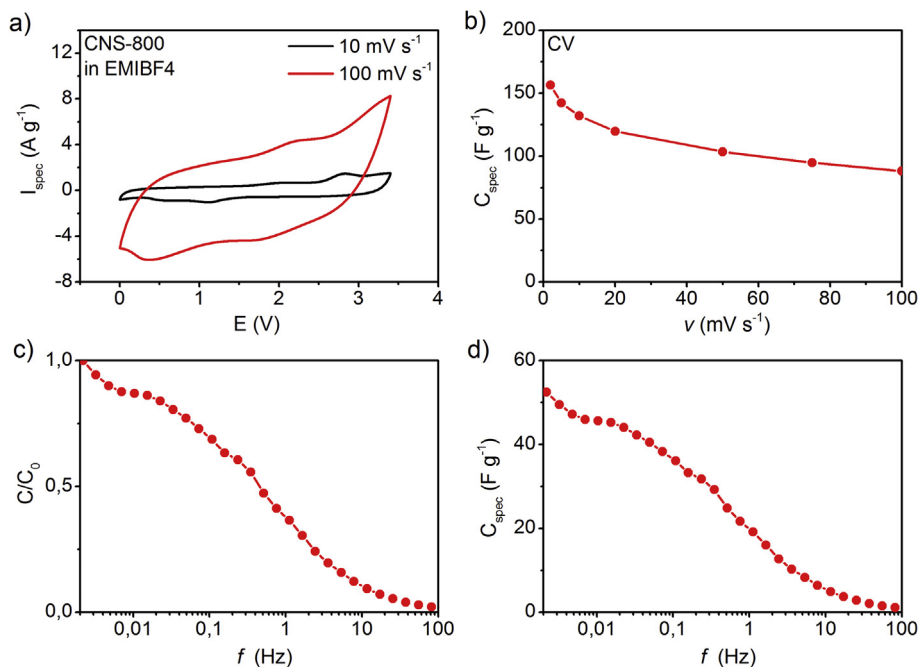 a)
CNS-800
in EMIBF4
10 mV s⁻¹
100 mV s⁻¹
12
8
4
0
-4
-8
I_spec (A g⁻¹)
0 1 2 3 4
E (V)
b)
CV
200
150
100
50
0
C_spec (F g⁻¹)
0 20 40 60 80 100
v (mV s⁻¹)
c)
1,0
0,5
0,0
C/C₀
0,01 0,1 1 10 100
f (Hz)
d)
60
40
20
0
C_spec (F g⁻¹)
0,01 0,1 1 10 100
f (Hz)